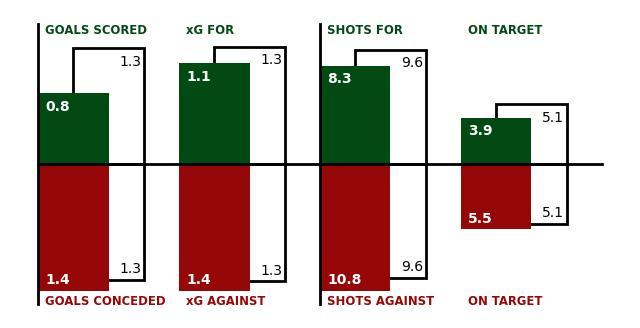 GOALS SCORED xG FOR SHOTS FOR ON TARGET
1.3 1.3 9.6 5.1
0.8 1.1 8.3 3.9
1.3 1.3 9.6 5.1
1.4 1.4 10.8 5.5
GOALS CONCEDED xG AGAINST SHOTS AGAINST ON TARGET